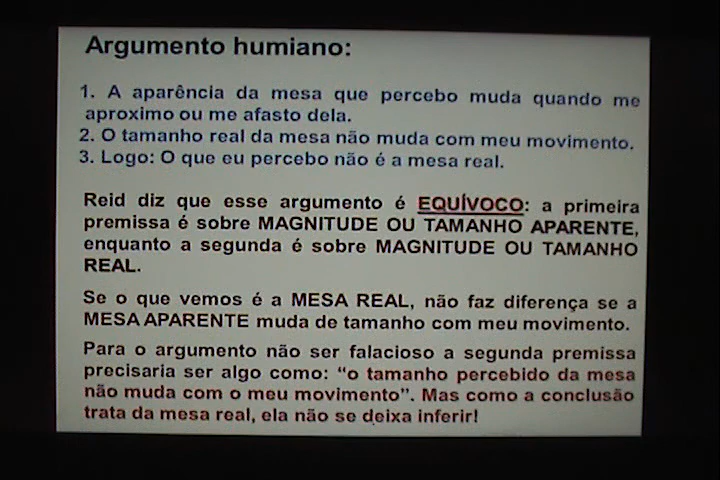 Argumento humiano:
1. A aparência da mesa que percebo muda quando me
aproximo ou me afasto dela.
2. O tamanho real da mesa não muda com meu movimento.
3. Logo: O que eu percebo não é a mesa real.
Reid diz que esse argumento é EQUÍVOCO: a primeira
premissa é sobre MAGNITUDE OU TAMANHO APARENTE,
enquanto a segunda é sobre MAGNITUDE OU TAMANHO
REAL.
Se o que vemos é a MESA REAL, não faz diferença se a
MESA APARENTE muda de tamanho com meu movimento.
Para o argumento não ser falacioso a segunda premissa
precisaria ser algo como: “o tamanho percebido da mesa
não muda com o meu movimento”. Mas como a conclusão
trata da mesa real, ela não se deixa inferir!